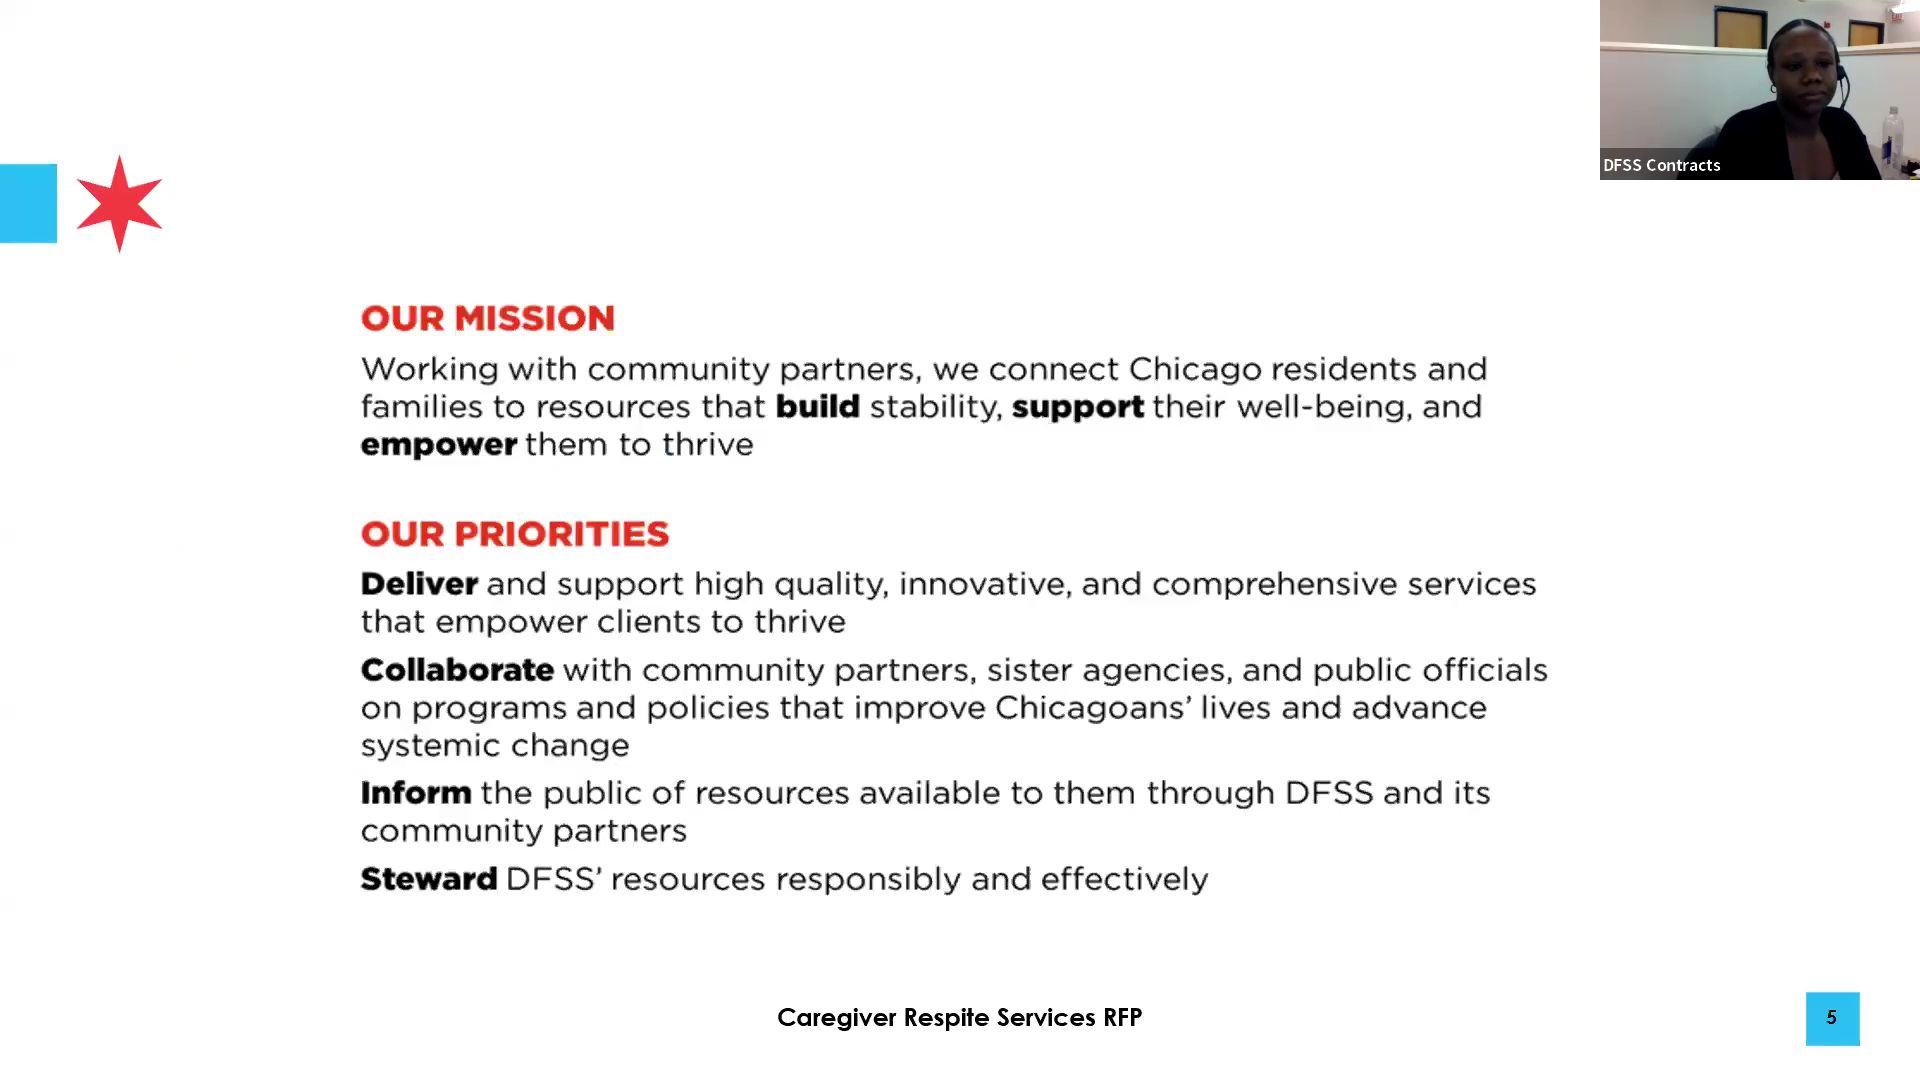 DFSS Contracts
OUR MISSION
Working with community partners, we connect Chicago residents and
families to resources that build stability, support their well-being, and
empower them to thrive
OUR PRIORITIES
Deliver and support high quality, innovative, and comprehensive services
that empower clients to thrive
Collaborate with community partners, sister agencies, and public officials
on programs and policies that improve Chicagoans’ lives and advance
systemic change
Inform the public of resources available to them through DFSS and its
community partners
Steward DFSS’ resources responsibly and effectively
Caregiver Respite Services RFP
5